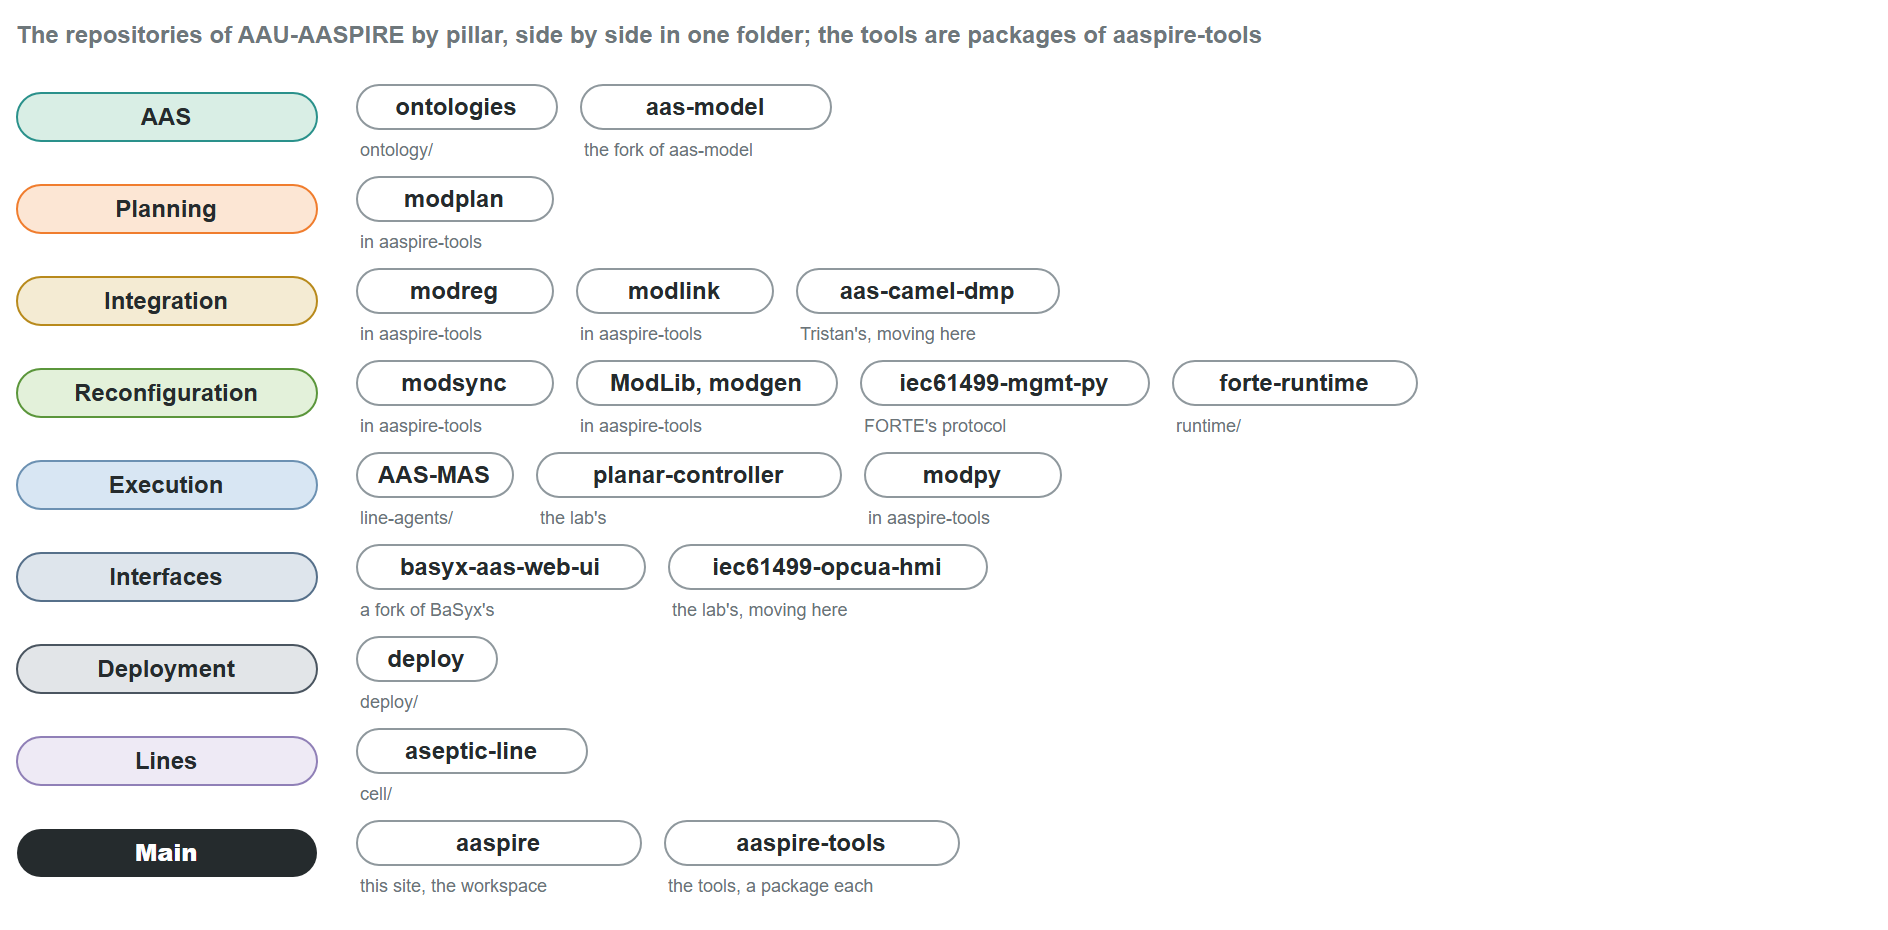 The repositories of AAU-AASPIRE by pillar, side by side in one folder; the tools are packages of aaspire-tools
AAS
ontologies
aas-model
ontology/
the fork of aas-model
Planning
modplan
in aaspire-tools
Integration
modreg
modlink
aas-camel-dmp
in aaspire-tools
in aaspire-tools
Tristan's, moving here
Reconfiguration
modsync
ModLib, modgen
iec61499-mgmt-py
forte-runtime
in aaspire-tools
in aaspire-tools
FORTE's protocol
runtime/
Execution
AAS-MAS
planar-controller
modpy
line-agents/
the lab's
in aaspire-tools
Interfaces
basyx-aas-web-ui
iec61499-opcua-hmi
a fork of BaSyx's
the lab's, moving here
Deployment
deploy
deploy/
Lines
aseptic-line
cell/
Main
aaspire
aaspire-tools
this site, the workspace
the tools, a package each